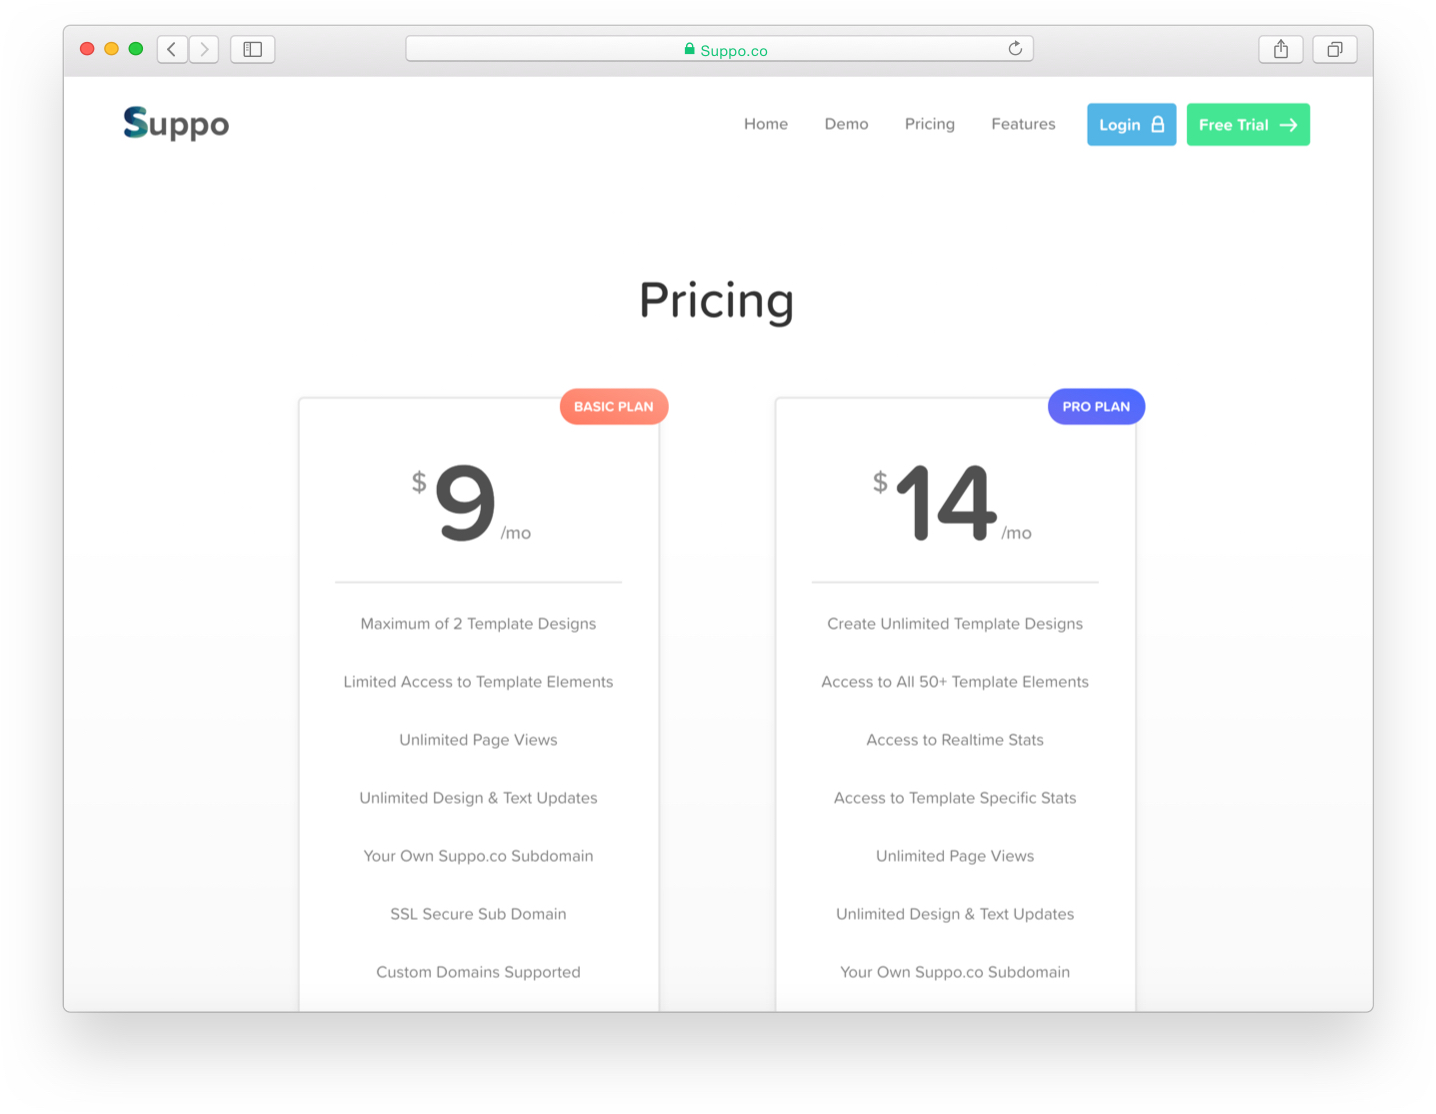 Suppo.co
Suppo
Home Demo Pricing Features Login Free Trial
Pricing
BASIC PLAN
$9/mo
Maximum of 2 Template Designs
Limited Access to Template Elements
Unlimited Page Views
Unlimited Design & Text Updates
Your Own Suppo.co Subdomain
SSL Secure Sub Domain
Custom Domains Supported
PRO PLAN
$14/mo
Create Unlimited Template Designs
Access to All 50+ Template Elements
Access to Realtime Stats
Access to Template Specific Stats
Unlimited Page Views
Unlimited Design & Text Updates
Your Own Suppo.co Subdomain